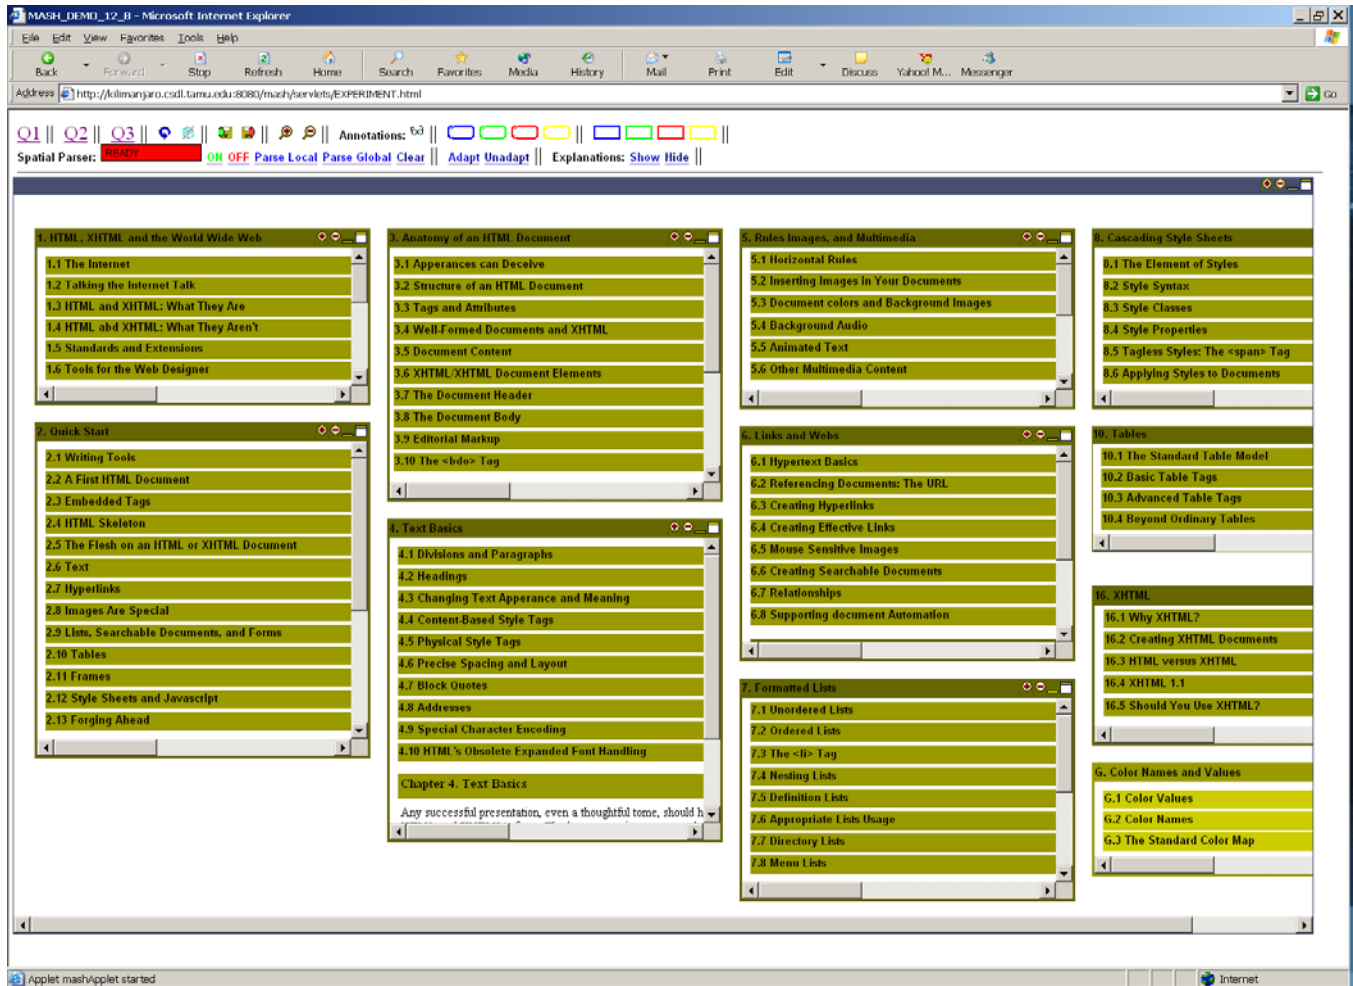 MASH_DEMO_12_B - Microsoft Internet Explorer
File Edit View Favorites Tools Help
Back Forward Stop Refresh Home Search Favorites Media History Mail Print Edit Discuss Yahoo! M... Messenger
Address http://kilimanjaro.csdl.tamu.edu:8080/mash/servlets/EXPERIMENT.html Go
Q1 || Q2 || Q3 || || || || Annotations: || || ||
Spatial Parser: READY ON OFF Parse Local Parse Global Clear || Adapt Unadapt || Explanations: Show Hide ||
1. HTML, XHTML and the World Wide Web
1.1 The Internet
1.2 Talking the Internet Talk
1.3 HTML and XHTML: What They Are
1.4 HTML abd XHTML: What They Aren't
1.5 Standards and Extensions
1.6 Tools for the Web Designer
2. Quick Start
2.1 Writing Tools
2.2 A First HTML Document
2.3 Embedded Tags
2.4 HTML Skeleton
2.5 The Flesh on an HTML or XHTML Document
2.6 Text
2.7 Hyperlinks
2.8 Images Are Special
2.9 Lists, Searchable Documents, and Forms
2.10 Tables
2.11 Frames
2.12 Style Sheets and Javascript
2.13 Forging Ahead
3. Anatomy of an HTML Document
3.1 Apperances can Deceive
3.2 Structure of an HTML Document
3.3 Tags and Attributes
3.4 Well-Formed Documents and XHTML
3.5 Document Content
3.6 XHTML/XHTML Document Elements
3.7 The Document Header
3.8 The Document Body
3.9 Editorial Markup
3.10 The <bdo> Tag
4. Text Basics
4.1 Divisions and Paragraphs
4.2 Headings
4.3 Changing Text Apperance and Meaning
4.4 Content-Based Style Tags
4.5 Physical Style Tags
4.6 Precise Spacing and Layout
4.7 Block Quotes
4.8 Addresses
4.9 Special Character Encoding
4.10 HTML's Obsolete Expanded Font Handling
Chapter 4. Text Basics
Any successful presentation, even a thoughtful tome, should h
5. Rules Images, and Multimedia
5.1 Horizontal Rules
5.2 Inserting Images in Your Documents
5.3 Document colors and Background Images
5.4 Background Audio
5.5 Animated Text
5.6 Other Multimedia Content
6. Links and Webs
6.1 Hypertext Basics
6.2 Referencing Documents: The URL
6.3 Creating Hyperlinks
6.4 Creating Effective Links
6.5 Mouse Sensitive Images
6.6 Creating Searchable Documents
6.7 Relationships
6.8 Supporting document Automation
7. Formatted Lists
7.1 Unordered Lists
7.2 Ordered Lists
7.3 The <li> Tag
7.4 Nesting Lists
7.5 Definition Lists
7.6 Appropriate Lists Usage
7.7 Directory Lists
7.8 Menu Lists
8. Cascading Style Sheets
8.1 The Element of Styles
8.2 Style Syntax
8.3 Style Classes
8.4 Style Properties
8.5 Tagless Styles: The <span> Tag
8.6 Applying Styles to Documents
10. Tables
10.1 The Standard Table Model
10.2 Basic Table Tags
10.3 Advanced Table Tags
10.4 Beyond Ordinary Tables
16. XHTML
16.1 Why XHTML?
16.2 Creating XHTML Documents
16.3 HTML versus XHTML
16.4 XHTML 1.1
16.5 Should You Use XHTML?
G. Color Names and Values
G.1 Color Values
G.2 Color Names
G.3 The Standard Color Map
Applet mashApplet started
Internet